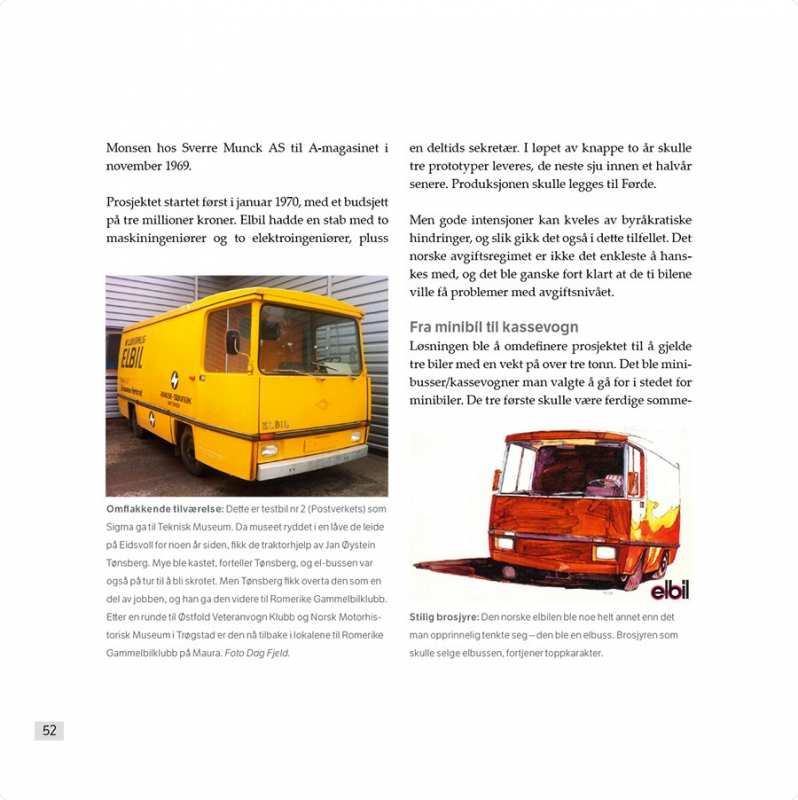 Monsen hos Sverre Munck AS til A-magasinet i
november 1969.
Prosjektet startet først i januar 1970, med et budsjett
på tre millioner kroner. Elbil hadde en stab med to
maskiningeniører og to elektroingeniører, pluss
ELBIL
ELBIL
Omflakkende tilværelse: Dette er testbil nr 2 (Postverkets) som
Sigma ga til Teknisk Museum. Da museet ryddet i en låve de leide
på Eidsvoll for noen år siden, fikk de traktorhjelp av Jan Øystein
Tønsberg. Mye ble kastet, forteller Tønsberg, og el-bussen var
også på tur til å bli skrotet. Men Tønsberg fikk overta den som en
del av jobben, og han ga den videre til Romerike Gammelbilklubb.
Etter en runde til Østfold Veteranvogn Klubb og Norsk Motorhis-
torisk Museum i Trøgstad er den nå tilbake i lokalene til Romerike
Gammelbilklubb på Maura. Foto Dag Fjeld.
en deltids sekretær. I løpet av knappe to år skulle
tre prototyper leveres, de neste sju innen et halvår
senere. Produksjonen skulle legges til Førde.
Men gode intensjoner kan kveles av byråkratiske
hindringer, og slik gikk det også i dette tilfellet. Det
norske avgiftsregimet er ikke det enkleste å hans-
kes med, og det ble ganske fort klart at de ti bilene
ville få problemer med avgiftsnivået.
Fra minibil til kassevogn
Løsningen ble å omdefinere prosjektet til å gjelde
tre biler med en vekt på over tre tonn. Det ble mini-
busser/kassevogner man valgte å gå for i stedet for
minibiler. De tre første skulle være ferdige somme-
elbil
Stilig brosjyre: Den norske elbilen ble noe helt annet enn det
man opprinnelig tenkte seg – den ble en elbuss. Brosjyren som
skulle selge elbussen, fortjener toppkarakter.
52